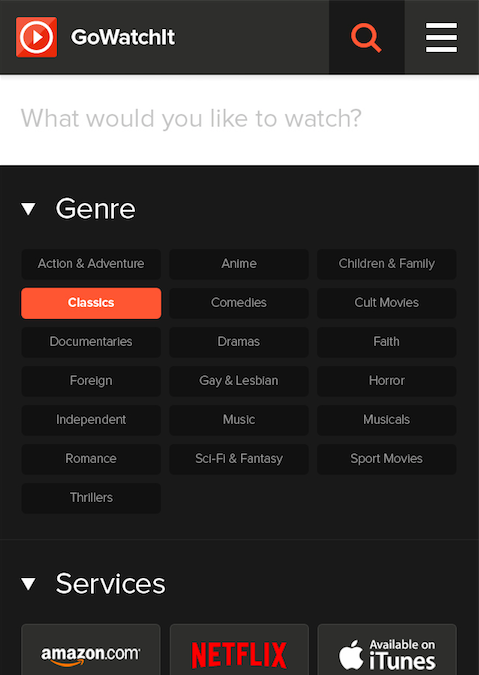 GoWatchIt
What would you like to watch?
Genre
Action & Adventure
Anime
Children & Family
Classics
Comedies
Cult Movies
Documentaries
Dramas
Faith
Foreign
Gay & Lesbian
Horror
Independent
Music
Musicals
Romance
Sci-Fi & Fantasy
Sport Movies
Thrillers
Services
amazon.com
NETFLIX
Available on
iTunes